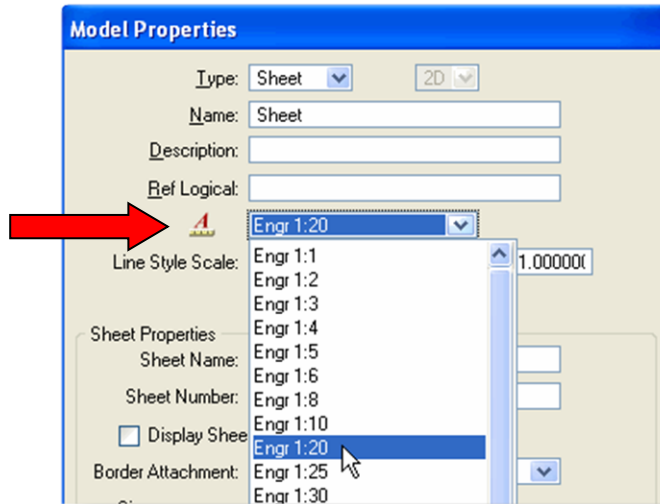 Model Properties
Type: Sheet 2D
Name: Sheet
Description:
Ref Logical:
A Engr 1:20
Line Style Scale: Engr 1:1 1.00000(
Engr 1:2
Engr 1:3
Engr 1:4
Sheet Properties
Sheet Name: Engr 1:5
Engr 1:6
Sheet Number: Engr 1:8
Engr 1:10
Display Shee Engr 1:20
Border Attachment: Engr 1:25
Engr 1:30